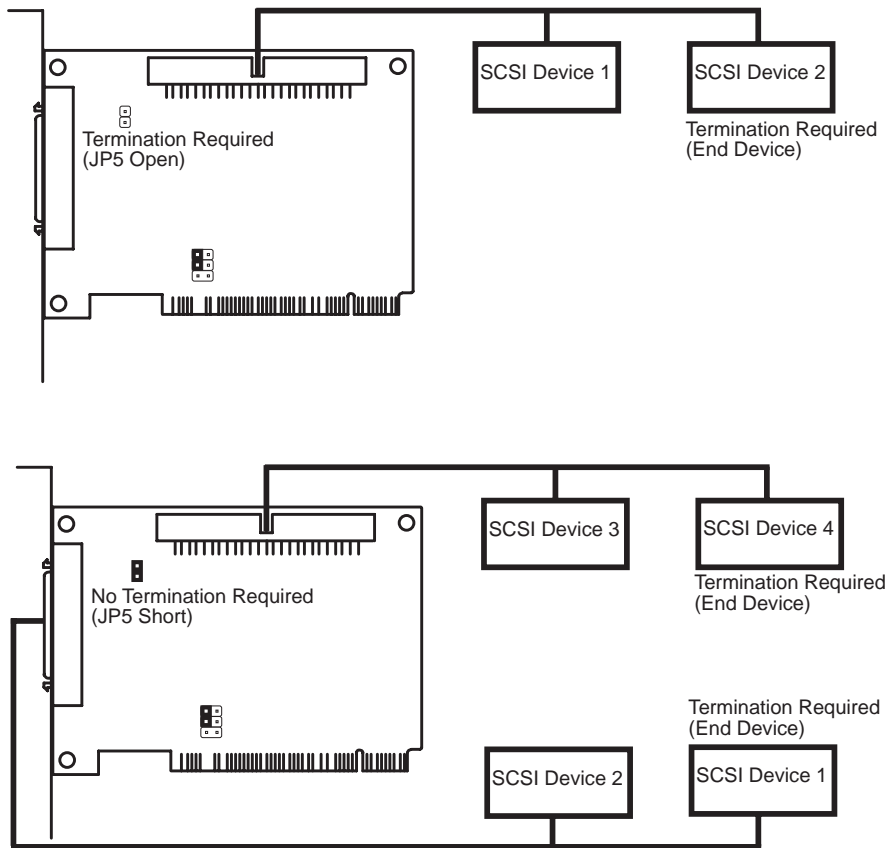 SCSI Device 1
SCSI Device 2
Termination Required
(End Device)
Termination Required
(JP5 Open)
SCSI Device 3
SCSI Device 4
Termination Required
(End Device)
No Termination Required
(JP5 Short)
Termination Required
(End Device)
SCSI Device 2
SCSI Device 1